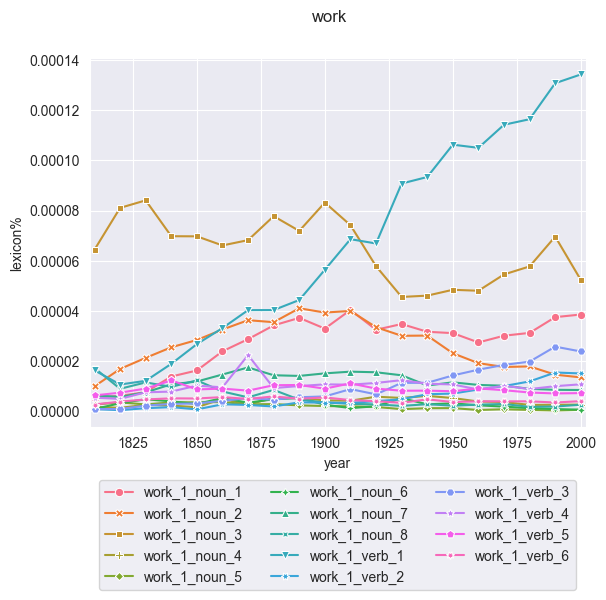 work
0.00014
0.00012
0.00010
0.00008
0.00006
0.00004
0.00002
0.00000
lexicon%
1825 1850 1875 1900 1925 1950 1975 2000
year
work_1_noun_1 work_1_noun_6 work_1_verb_3
work_1_noun_2 work_1_noun_7 work_1_verb_4
work_1_noun_3 work_1_noun_8 work_1_verb_5
work_1_noun_4 work_1_verb_1 work_1_verb_6
work_1_noun_5 work_1_verb_2